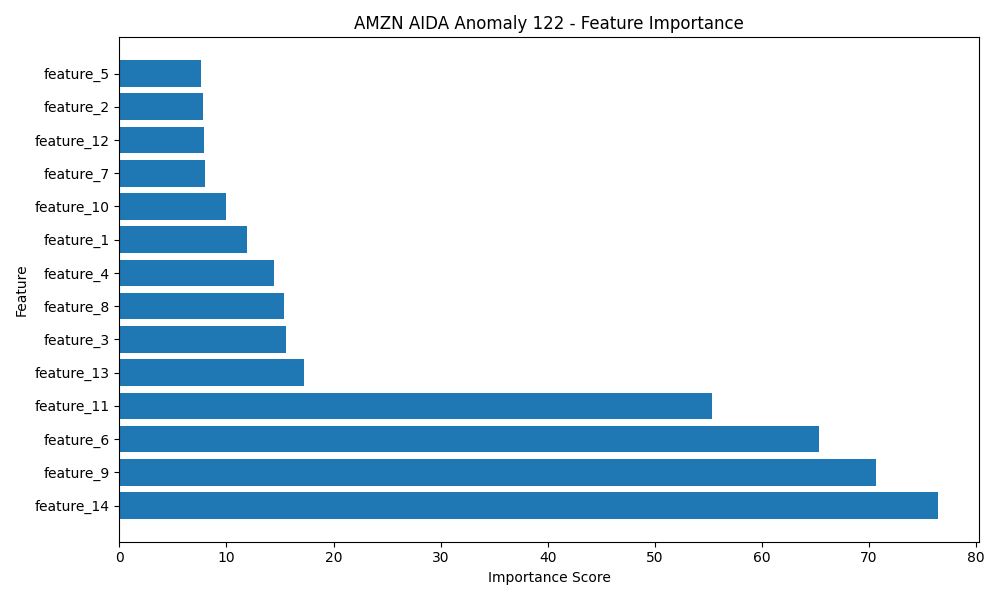 AMZN AIDA Anomaly 122 - Feature Importance
feature_5
feature_2
feature_12
feature_7
feature_10
feature_1
feature_4
feature_8
feature_3
feature_13
feature_11
feature_6
feature_9
feature_14
Feature
0 10 20 30 40 50 60 70 80
Importance Score